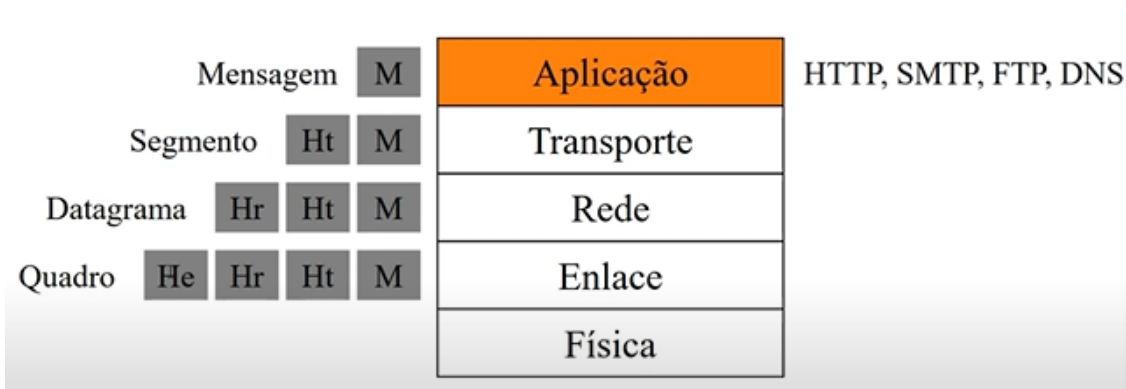 Mensagem M Aplicação HTTP, SMTP, FTP, DNS
Segmento Ht M Transporte
Datagrama Hr Ht M Rede
Quadro He Hr Ht M Enlace
Física